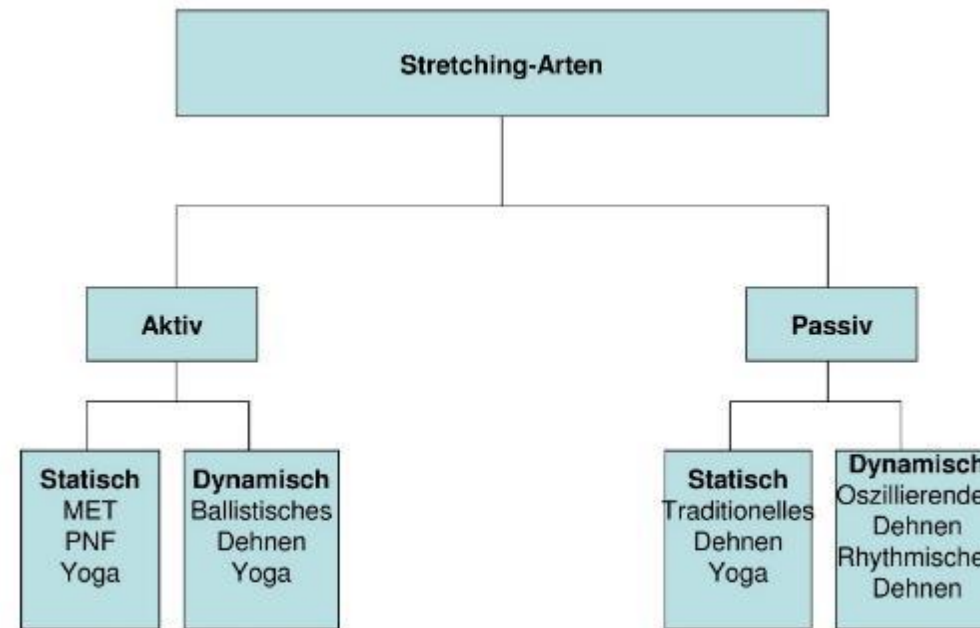 Stretching-Arten
Aktiv
Passiv
Statisch
MET
PNF
Yoga
Dynamisch
Ballistisches
Dehnen
Yoga
Statisch
Traditionelles
Dehnen
Yoga
Dynamisch
Oszillierende
Dehnen
Rhythmische
Dehnen